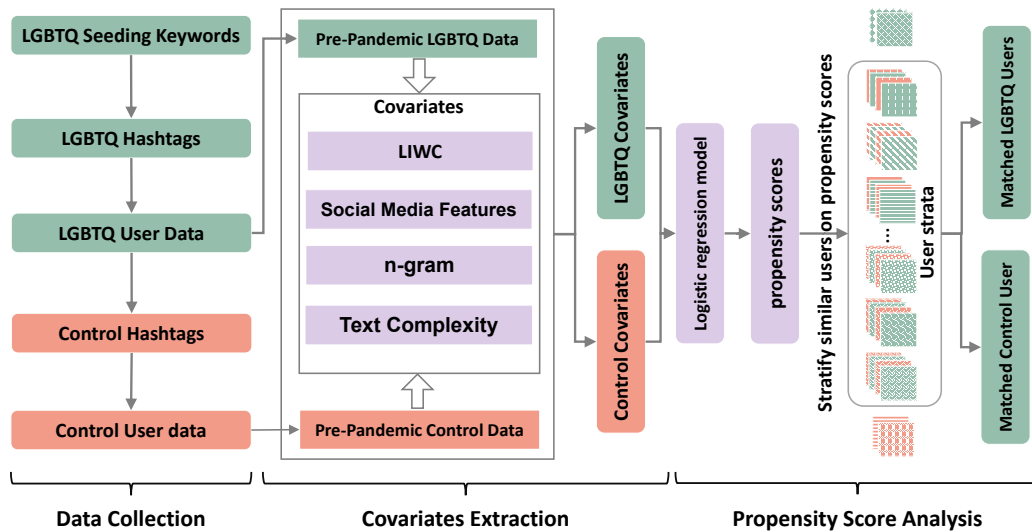 LGBTQ Seeding Keywords
LGBTQ Hashtags
LGBTQ User Data
Control Hashtags
Control User data
Pre-Pandemic LGBTQ Data
Covariates
LIWC
Social Media Features
n-gram
Text Complexity
Pre-Pandemic Control Data
LGBTQ Covariates
Control Covariates
Logistic regression model
propensity scores
Stratify similar users on propensity scores
...
User strata
Matched LGBTQ Users
Matched Control User
Data Collection
Covariates Extraction
Propensity Score Analysis